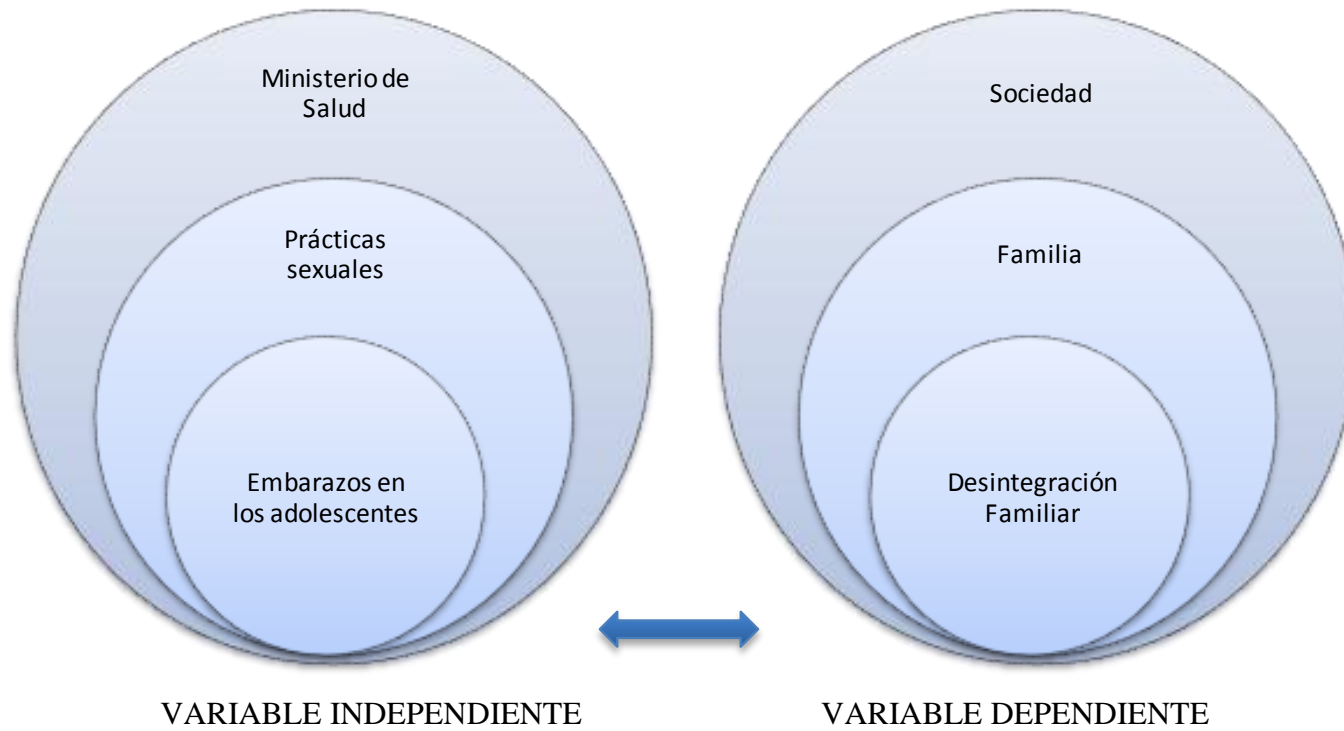 Ministerio de
Salud
Prácticas
sexuales
Embarazos en
los adolescentes
Sociedad
Familia
Desintegración
Familiar
VARIABLE INDEPENDIENTE
VARIABLE DEPENDIENTE